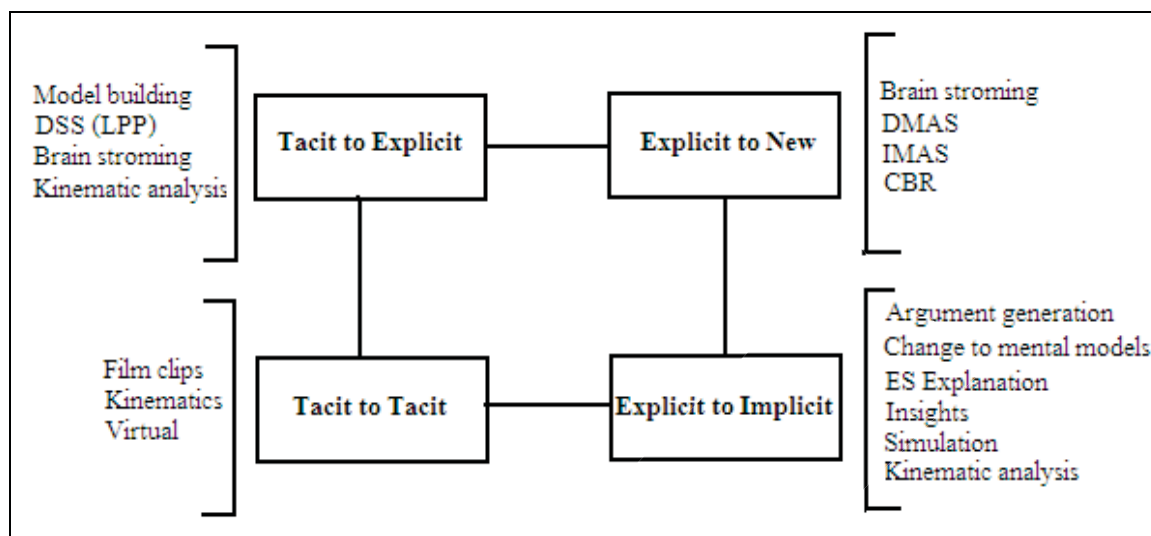 Model building
DSS (LPP)
Brain stroming
Kinematic analysis
Tacit to Explicit
Explicit to New
Brain stroming
DMAS
IMAS
CBR
Film clips
Kinematics
Virtual
Tacit to Tacit
Explicit to Implicit
Argument generation
Change to mental models
ES Explanation
Insights
Simulation
Kinematic analysis